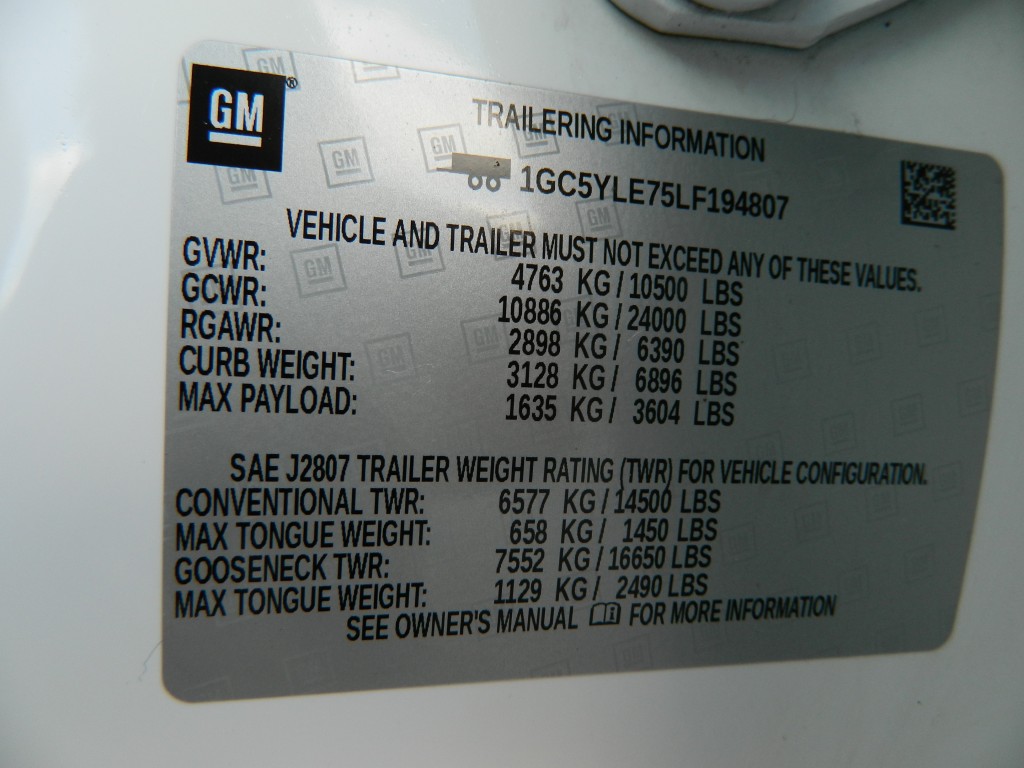 GM ®
TRAILERING INFORMATION
1GC5YLE75LF194807
VEHICLE AND TRAILER MUST NOT EXCEED ANY OF THESE VALUES.
GVWR: 4763 KG / 10500 LBS
GCWR: 10886 KG / 24000 LBS
RGAWR: 2898 KG / 6390 LBS
CURB WEIGHT: 3128 KG / 6896 LBS
MAX PAYLOAD: 1635 KG / 3604 LBS
SAE J2807 TRAILER WEIGHT RATING (TWR) FOR VEHICLE CONFIGURATION.
CONVENTIONAL TWR: 6577 KG / 14500 LBS
MAX TONGUE WEIGHT: 658 KG / 1450 LBS
GOOSENECK TWR: 7552 KG / 16650 LBS
MAX TONGUE WEIGHT: 1129 KG / 2490 LBS
SEE OWNER'S MANUAL FOR MORE INFORMATION